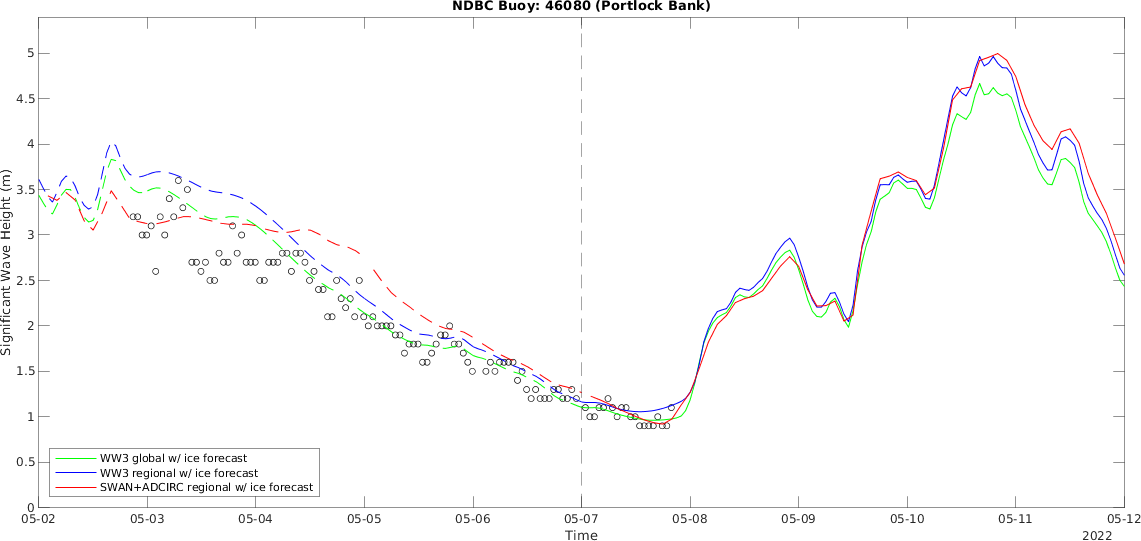 NDBC Buoy: 46080 (Portlock Bank)
Significant Wave Height (m)
5
4.5
4
3.5
3
2.5
2
1.5
1
0.5
0
WW3 global w/ ice forecast
WW3 regional w/ ice forecast
SWAN+ADCIRC regional w/ ice forecast
05-02 05-03 05-04 05-05 05-06 05-07 05-08 05-09 05-10 05-11 05-12
Time
2022